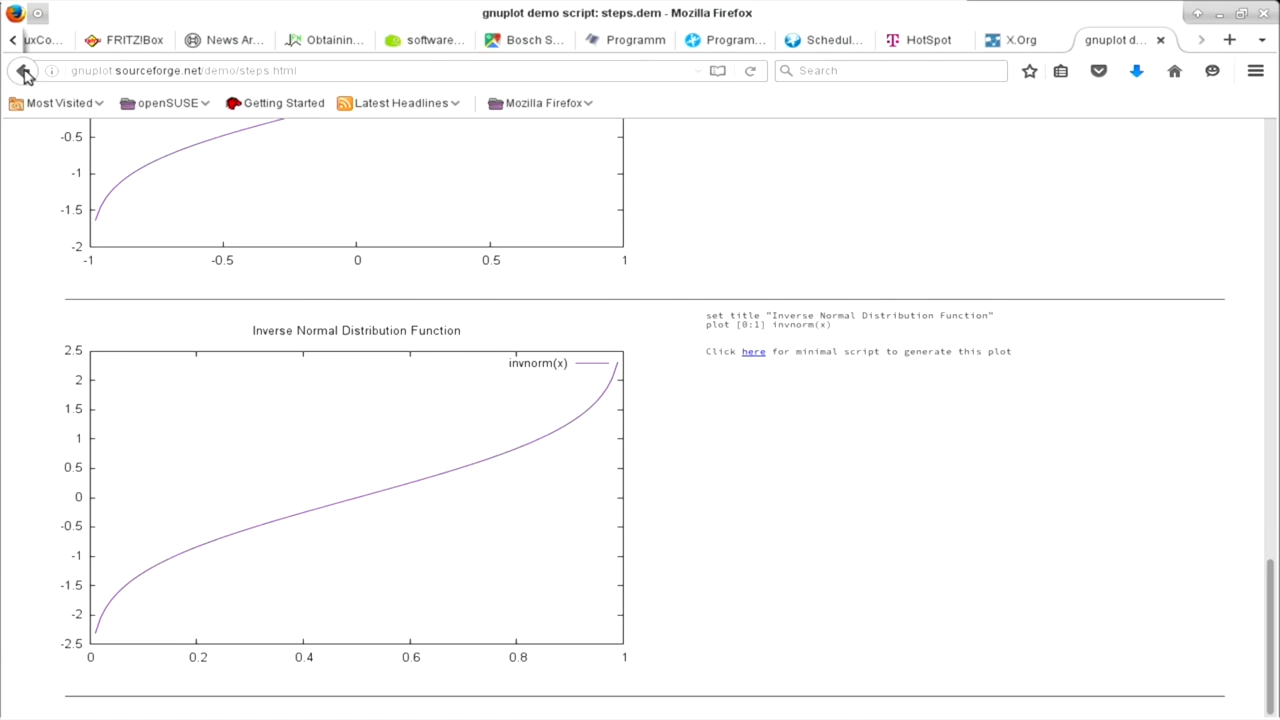 gnuplot demo script: steps.dem - Mozilla Firefox
uxCo... FRITZ!Box News Ar... Obtainin... software... Bosch S... Programm Program... Schedul... HotSpot X.Org gnuplot d...
gnuplot.sourceforge.net/demo/steps.html Search
Most Visited openSUSE Getting Started Latest Headlines Mozilla Firefox
-0.5
-1
-1.5
-2
-1 -0.5 0 0.5 1
set title "Inverse Normal Distribution Function"
plot [0:1] invnorm(x)
Click here for minimal script to generate this plot
Inverse Normal Distribution Function
invnorm(x)
2.5
2
1.5
1
0.5
0
-0.5
-1
-1.5
-2
-2.5
0 0.2 0.4 0.6 0.8 1